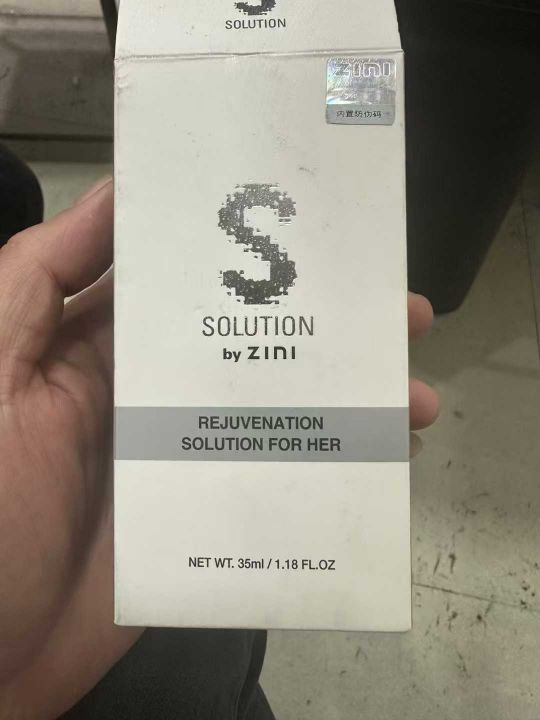 SOLUTION
ZINI
内置防伪码
S
SOLUTION
by ZINI
REJUVENATION
SOLUTION FOR HER
NET WT. 35ml / 1.18 FL.OZ